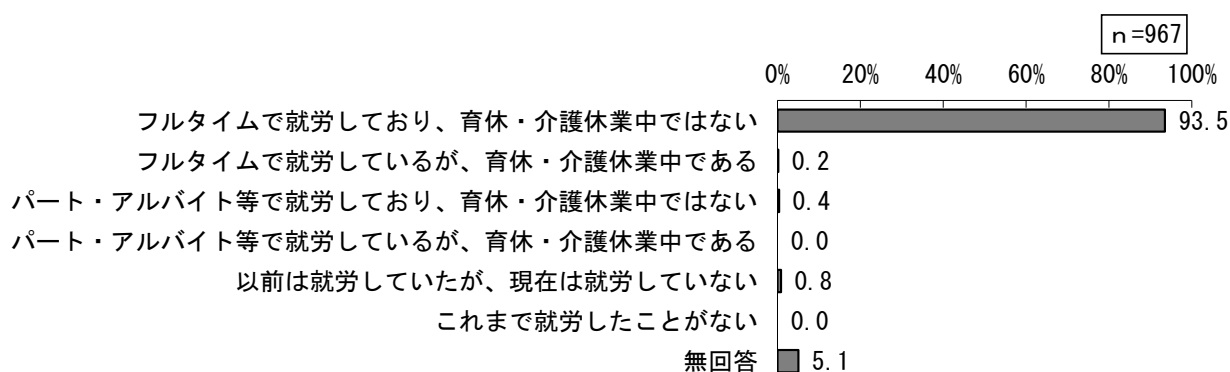 ｎ=967
0% 20% 40% 60% 80% 100%
フルタイムで就労しており、育休・介護休業中ではない 93.5
フルタイムで就労しているが、育休・介護休業中である 0.2
パート・アルバイト等で就労しており、育休・介護休業中ではない 0.4
パート・アルバイト等で就労しているが、育休・介護休業中である 0.0
以前は就労していたが、現在は就労していない 0.8
これまで就労したことがない 0.0
無回答 5.1